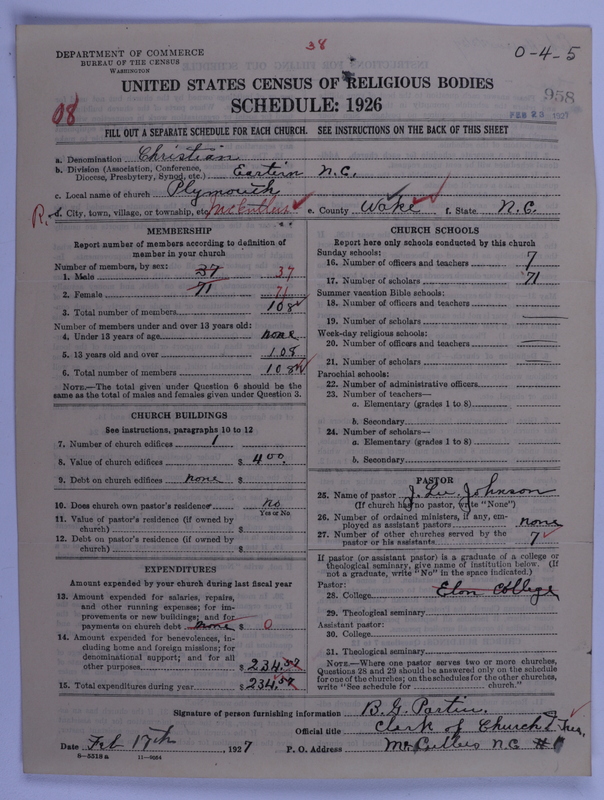 38
DEPARTMENT OF COMMERCE
BUREAU OF THE CENSUS
WASHINGTON
0-4-5
UNITED STATES CENSUS OF RELIGIOUS BODIES
SCHEDULE: 1926
08
958
FEB 23 1927
FILL OUT A SEPARATE SCHEDULE FOR EACH CHURCH. SEE INSTRUCTIONS ON THE BACK OF THIS SHEET
a. Denomination Christian
b. Division (Association, Conference, Diocese, Presbytery, Synod, etc.) Eastern N.C.
c. Local name of church Plymouth
R. d. City, town, village, or township, etc. McCullers e. County Wake f. State N.C.
MEMBERSHIP
Report number of members according to definition of member in your church
Number of members, by sex:
1. Male 37 37
2. Female 71 71
3. Total number of members 108
Number of members under and over 13 years old:
4. Under 13 years of age none
5. 13 years old and over 108
6. Total number of members 108
NOTE.—The total given under Question 6 should be the same as the total of males and females given under Question 3.
CHURCH BUILDINGS
See instructions, paragraphs 10 to 12
7. Number of church edifices 1
8. Value of church edifices $ 400.
9. Debt on church edifices none $
10. Does church own pastor's residence no
Yes or No
11. Value of pastor's residence (if owned by church) $
12. Debt on pastor's residence (if owned by church) $
EXPENDITURES
Amount expended by your church during last fiscal year
13. Amount expended for salaries, repairs, and other running expenses; for improvements or new buildings; and for payments on church debt none $ 0
14. Amount expended for benevolences, including home and foreign missions; for denominational support; and for all other purposes $ 234.52
15. Total expenditures during year $ 234.52
CHURCH SCHOOLS
Report here only schools conducted by this church
Sunday schools:
16. Number of officers and teachers 7
17. Number of scholars 71
Summer vacation Bible schools:
18. Number of officers and teachers
19. Number of scholars
Week-day religious schools:
20. Number of officers and teachers
21. Number of scholars
Parochial schools:
22. Number of administrative officers
23. Number of teachers—
a. Elementary (grades 1 to 8)
b. Secondary
24. Number of scholars—
a. Elementary (grades 1 to 8)
b. Secondary
PASTOR
25. Name of pastor J. Lee Johnson
(If church has no pastor, write "None")
26. Number of ordained ministers, if any, employed as assistant pastors none
27. Number of other churches served by the pastor or his assistants 7
If pastor (or assistant pastor) is a graduate of a college or theological seminary, give name of institution below. (If not a graduate, write "No" in the space indicated.)
Pastor:
28. College Elon College
29. Theological seminary
Assistant pastor:
30. College
31. Theological seminary
NOTE.—Where one pastor serves two or more churches, Questions 28 and 29 should be answered only on the schedule for one of the churches; on the schedules for the other churches, write "See schedule for church."
Signature of person furnishing information B. G. Partin.
Official title Clark of Church & Trea,
Date Feb 17th 1927 P. O. Address McCullers N.C #1
8-5518 a 11-9664